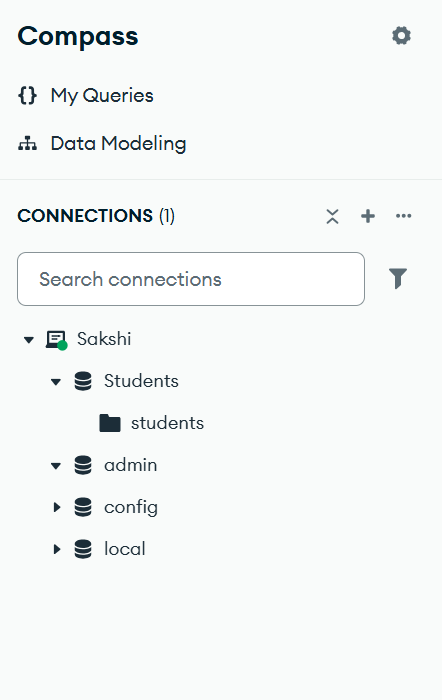 Compass
My Queries
Data Modeling
CONNECTIONS (1)
Search connections
Sakshi
Students
students
admin
config
local